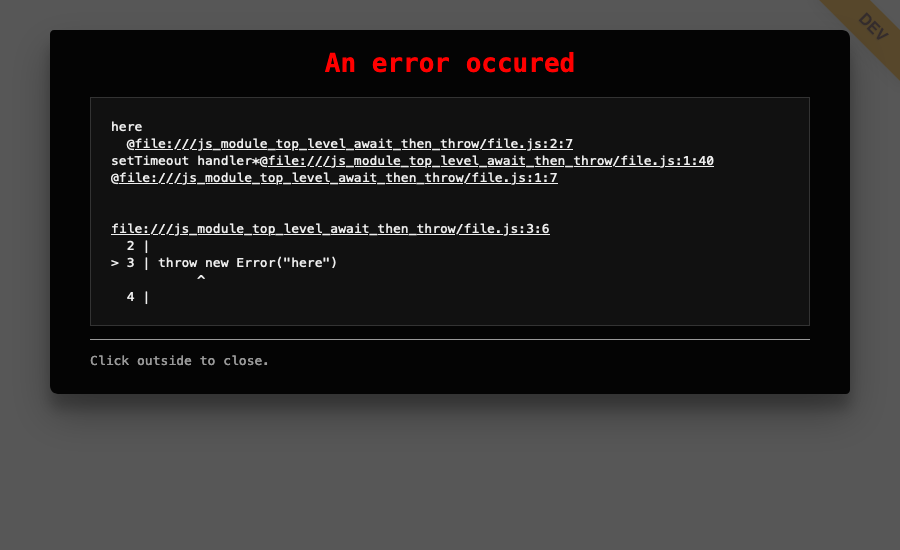 DEV
An error occured
here
  @file:///js_module_top_level_await_then_throw/file.js:2:7
setTimeout handler*@file:///js_module_top_level_await_then_throw/file.js:1:40
@file:///js_module_top_level_await_then_throw/file.js:1:7
file:///js_module_top_level_await_then_throw/file.js:3:6
  2 |
> 3 | throw new Error("here")
           ^
  4 |
Click outside to close.